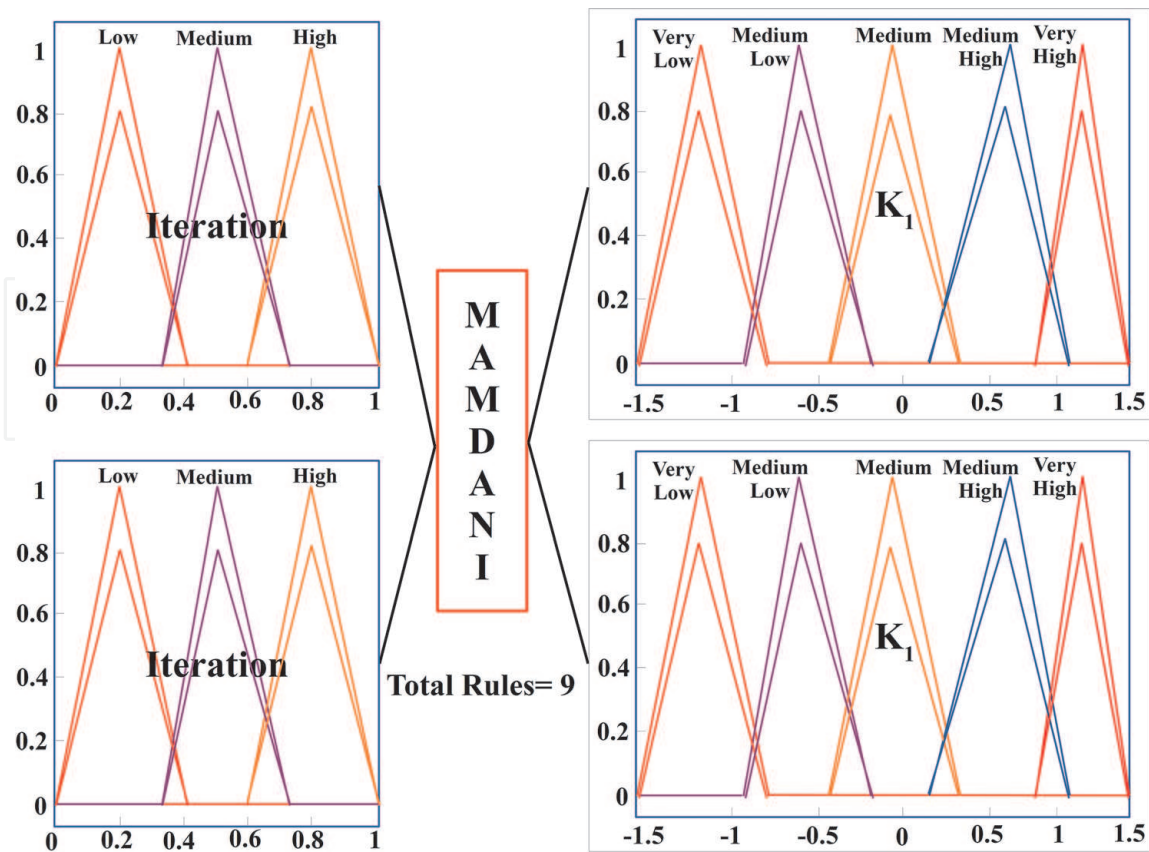 Low Medium High
1
0.8
0.6
0.4
0.2
0
Iteration
0 0.2 0.4 0.6 0.8 1
Very Low
Medium Low
Medium
Medium High
Very High
1
0.8
0.6
0.4
0.2
0
K1
-1.5 -1 -0.5 0 0.5 1 1.5
M
A
M
D
A
N
I
Total Rules= 9
Low Medium High
1
0.8
0.6
0.4
0.2
0
Iteration
0 0.2 0.4 0.6 0.8 1
Very Low
Medium Low
Medium
Medium High
Very High
1
0.8
0.6
0.4
0.2
0
K1
-1.5 -1 -0.5 0 0.5 1 1.5